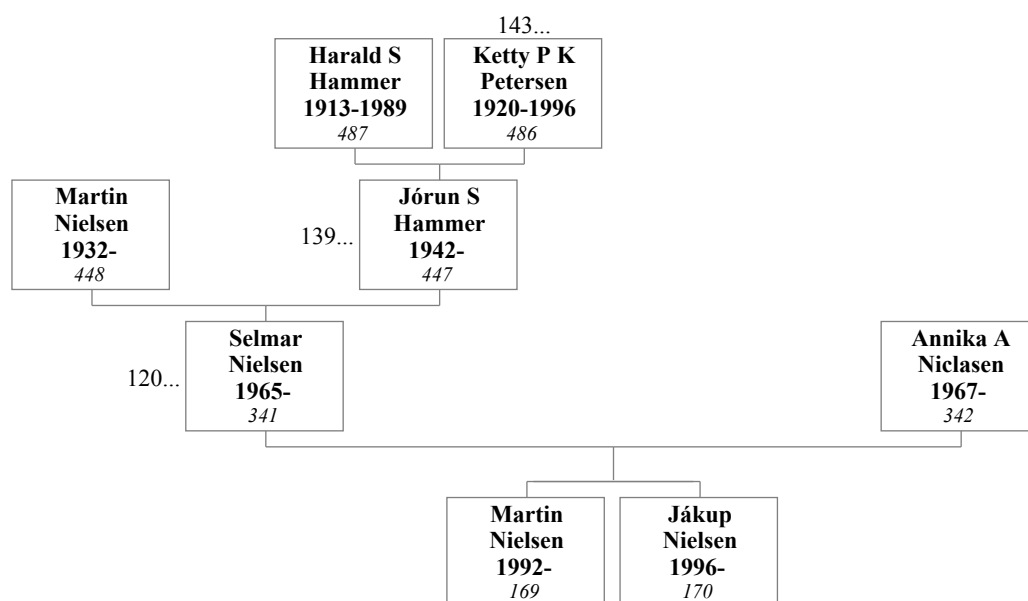 143...
Harald S
Hammer
1913-1989
487
Ketty P K
Petersen
1920-1996
486
Martin
Nielsen
1932-
448
139...
Jórun S
Hammer
1942-
447
120...
Selmar
Nielsen
1965-
341
Annika A
Niclasen
1967-
342
Martin
Nielsen
1992-
169
Jákup
Nielsen
1996-
170